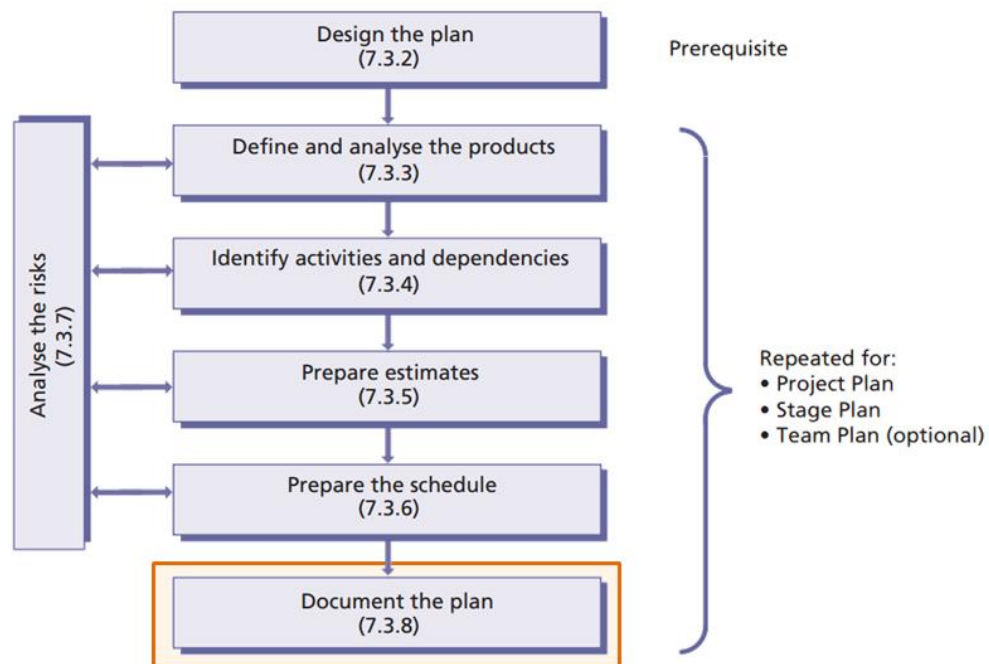 Design the plan
(7.3.2)
Prerequisite
Define and analyse the products
(7.3.3)
Identify activities and dependencies
(7.3.4)
Analyse the risks
(7.3.7)
Prepare estimates
(7.3.5)
Repeated for:
• Project Plan
• Stage Plan
• Team Plan (optional)
Prepare the schedule
(7.3.6)
Document the plan
(7.3.8)